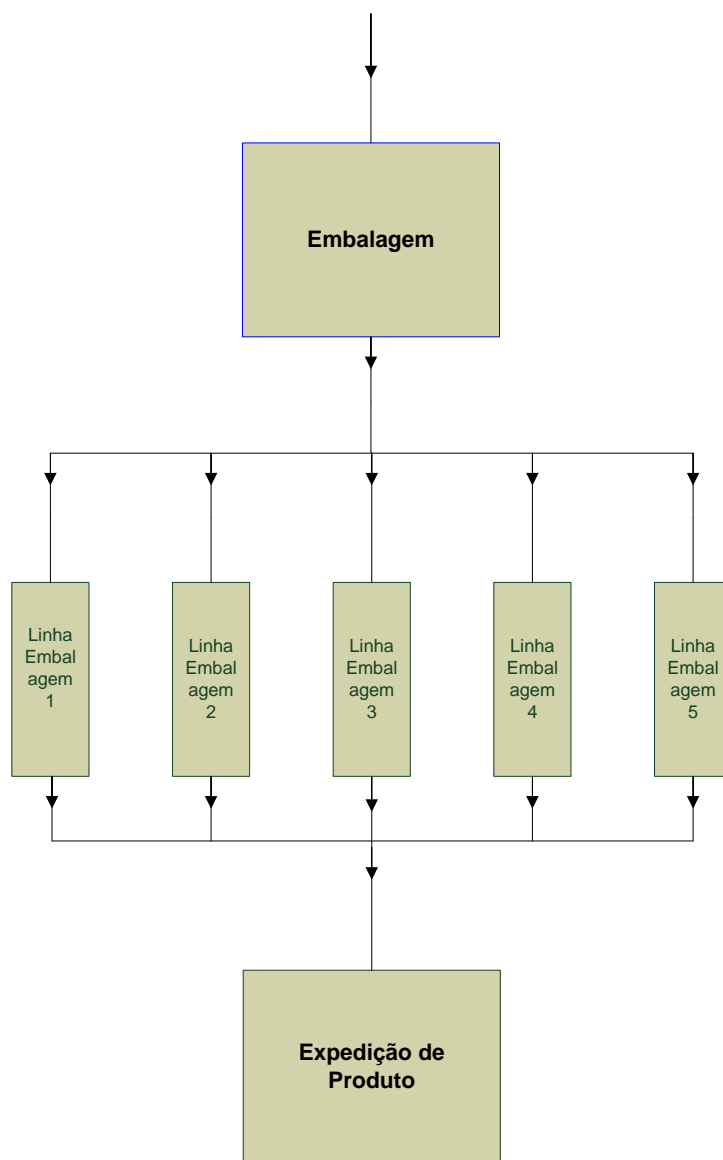 Embalagem
Linha
Embal
agem
1
Linha
Embal
agem
2
Linha
Embal
agem
3
Linha
Embal
agem
4
Linha
Embal
agem
5
Expedição de
Produto